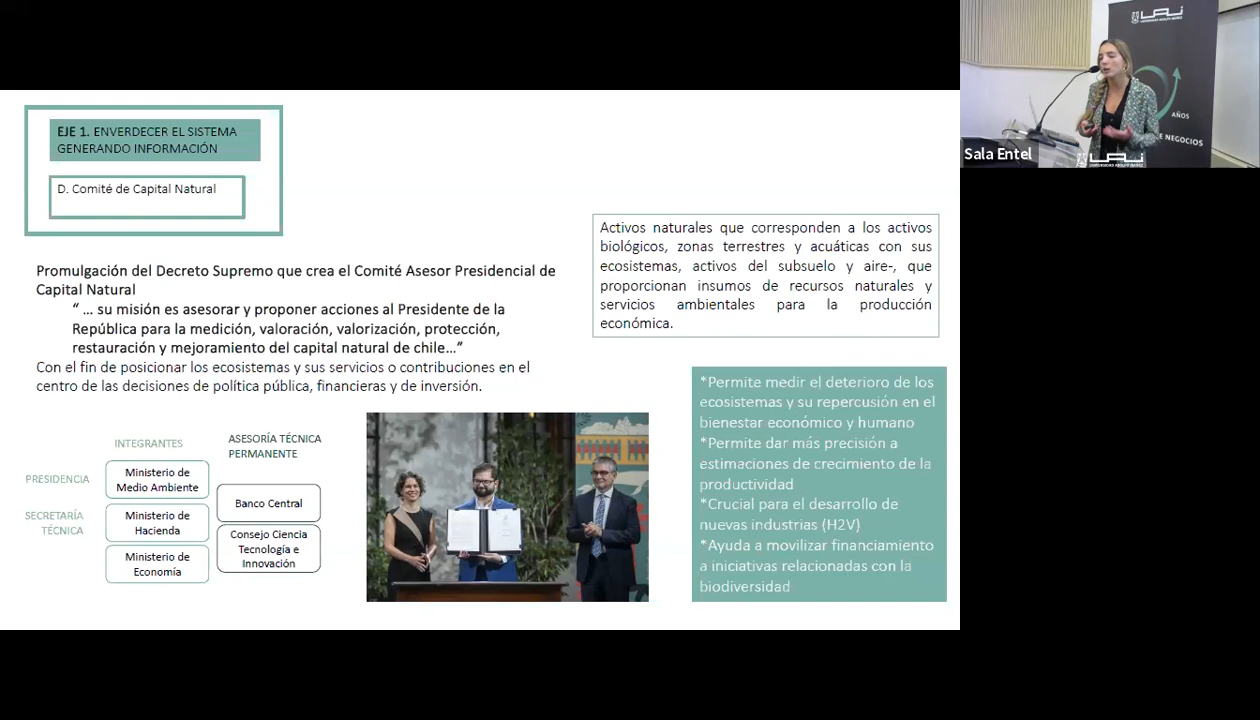 EJE 1. ENVERDECER EL SISTEMA
GENERANDO INFORMACIÓN
D. Comité de Capital Natural
Promulgación del Decreto Supremo que crea el Comité Asesor Presidencial de
Capital Natural
“ ... su misión es asesorar y proponer acciones al Presidente de la
República para la medición, valoración, valorización, protección,
restauración y mejoramiento del capital natural de chile...”
Con el fin de posicionar los ecosistemas y sus servicios o contribuciones en el
centro de las decisiones de política pública, financieras y de inversión.
Activos naturales que corresponden a los activos
biológicos, zonas terrestres y acuáticas con sus
ecosistemas, activos del subsuelo y aire-, que
proporcionan insumos de recursos naturales y
servicios ambientales para la producción
económica.
*Permite medir el deterioro de los
ecosistemas y su repercusión en el
bienestar económico y humano
*Permite dar más precisión a
estimaciones de crecimiento de la
productividad
*Crucial para el desarrollo de
nuevas industrias (H2V)
*Ayuda a movilizar financiamiento
a iniciativas relacionadas con la
biodiversidad
INTEGRANTES
ASESORÍA TÉCNICA
PERMANENTE
PRESIDENCIA
Ministerio de
Medio Ambiente
SECRETARÍA
TÉCNICA
Ministerio de
Hacienda
Ministerio de
Economía
Banco Central
Consejo Ciencia
Tecnología e
Innovación
UAI
UNIVERSIDAD ADOLFO IBÁÑEZ
AÑOS
E NEGOCIOS
Sala Entel
UAI
UNIVERSIDAD ADOLFO IBÁÑEZ